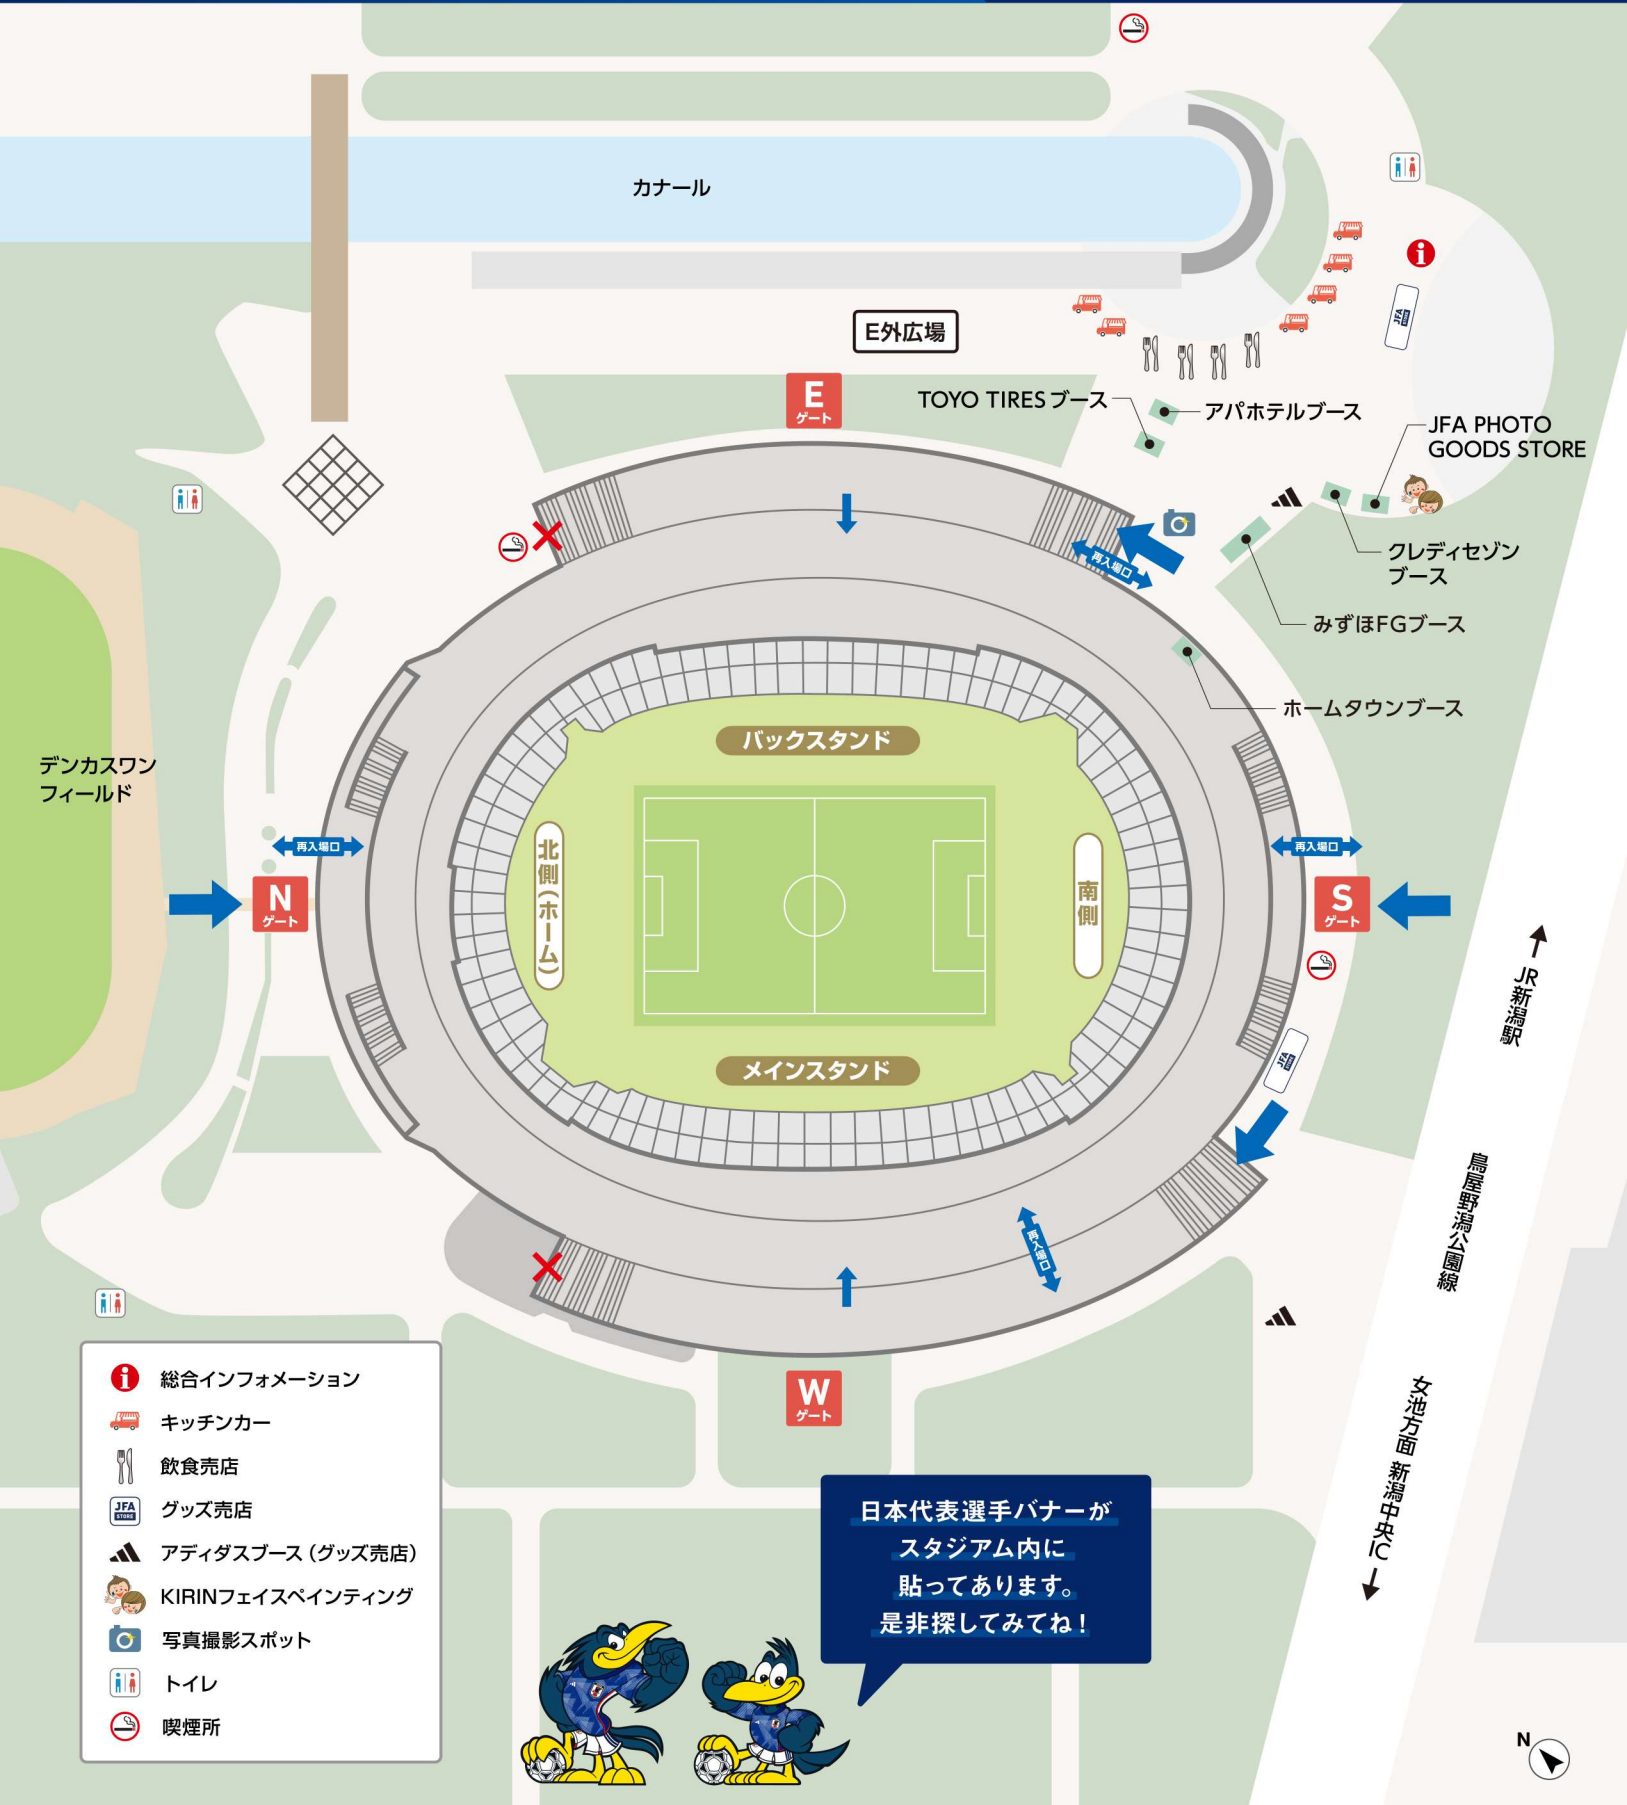 カナール
E外広場
E
ゲート
TOYO TIRESブース
アパホテルブース
JFA
STORE
JFA PHOTO
GOODS STORE
クレディセゾン
ブース
みずほFGブース
ホームタウンブース
再入場口
バックスタンド
デンカスワン
フィールド
再入場口
再入場口
北側(ホーム)
南側
N
ゲート
S
ゲート
JR新潟駅
メインスタンド
JFA
STORE
鳥屋野潟公園線
再入場口
W
ゲート
女池方面 新潟中央IC
総合インフォメーション
キッチンカー
飲食売店
JFA
STORE
グッズ売店
アディダスブース(グッズ売店)
KIRINフェイスペインティング
写真撮影スポット
トイレ
喫煙所
日本代表選手バナーが
スタジアム内に
貼ってあります。
是非探してみてね!
N